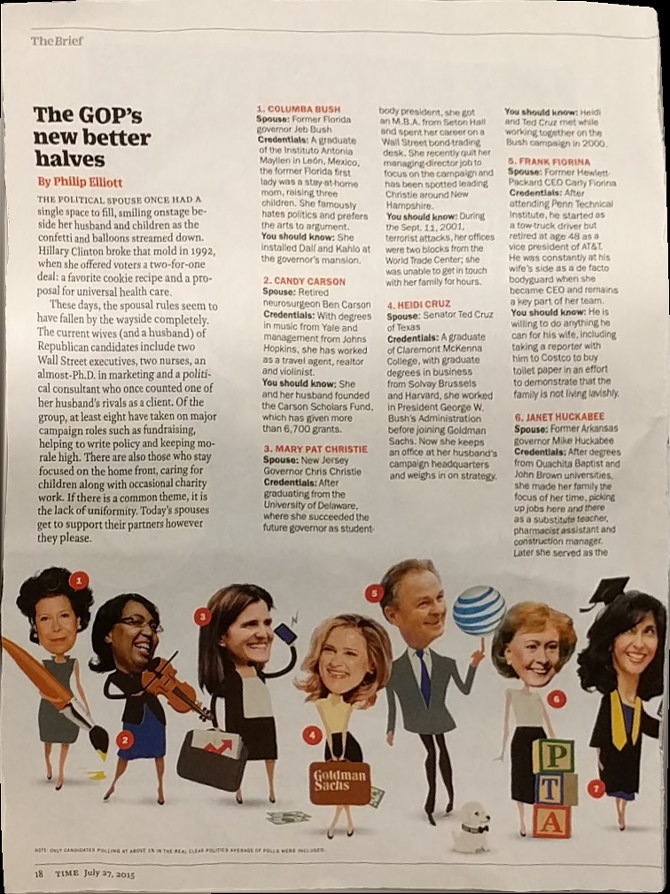 TheBrief
The GOP's
new better
halves
By Philip Elliott
THE POLITICAL SPOUSE ONCE HAD A
single space to fill, smiling onstage be-
side her husband and children as the
confetti and balloons streamed down.
Hillary Clinton broke that mold in 1992,
when she offered voters a two-for-one
deal: a favorite cookie recipe and a pro-
posal for universal health care.
These days, the spousal rules seem to
have fallen by the wayside completely.
The current wives (and a husband) of
Republican candidates include two
Wall Street executives, two nurses, an
almost-Ph.D. in marketing and a politi-
cal consultant who once counted one of
her husband's rivals as a client. Of the
group, at least eight have taken on major
campaign roles such as fundraising,
helping to write policy and keeping mo-
rale high. There are also those who stay
focused on the home front, caring for
children along with occasional charity
work. If there is a common theme, it is
the lack of uniformity. Today's spouses
get to support their partners however
they please.
1. COLUMBA BUSH
Spouse: Former Florida
governor Jeb Bush
Credentials: A graduate
of the Instituto Antonia
Mayllen in León, Mexico,
the former Florida first
lady was a stay-at-home
mom, raising three
children. She famously
hates politics and prefers
the arts to argument.
You should know: She
installed Dalí and Kahlo at
the governor's mansion.
2. CANDY CARSON
Spouse: Retired
neurosurgeon Ben Carson
Credentials: With degrees
in music from Yale and
management from Johns
Hopkins, she has worked
as a travel agent, realtor
and violinist.
You should know: She
and her husband founded
the Carson Scholars Fund,
which has given more
than 6,700 grants.
3. MARY PAT CHRISTIE
Spouse: New Jersey
Governor Chris Christie
Credentials: After
graduating from the
University of Delaware,
where she succeeded the
future governor as student-
body president, she got
an M.B.A. from Seton Hall
and spent her career on a
Wall Street bond-trading
desk. She recently quit her
managing-director job to
focus on the campaign and
has been spotted leading
Christie around New
Hampshire.
You should know: During
the Sept. 11, 2001,
terrorist attacks, her offices
were two blocks from the
World Trade Center; she
was unable to get in touch
with her family for hours.
4. HEIDI CRUZ
Spouse: Senator Ted Cruz
of Texas
Credentials: A graduate
of Claremont McKenna
College, with graduate
degrees in business
from Solvay Brussels
and Harvard, she worked
in President George W.
Bush's Administration
before joining Goldman
Sachs. Now she keeps
an office at her husband's
campaign headquarters
and weighs in on strategy.
You should know: Heidi
and Ted Cruz met while
working together on the
Bush campaign in 2000.
5. FRANK FIORINA
Spouse: Former Hewlett-
Packard CEO Carly Fiorina
Credentials: After
attending Penn Technical
Institute, he started as
a tow-truck driver but
retired at age 48 as a
vice president of AT&T.
He was constantly at his
wife's side as a de facto
bodyguard when she
became CEO and remains
a key part of her team.
You should know: He is
willing to do anything he
can for his wife, including
taking a reporter with
him to Costco to buy
toilet paper in an effort
to demonstrate that the
family is not living lavishly.
6. JANET HUCKABEE
Spouse: Former Arkansas
governor Mike Huckabee
Credentials: After degrees
from Ouachita Baptist and
John Brown universities,
she made her family the
focus of her time, picking
up jobs here and there
as a substitute teacher,
pharmacist assistant and
construction manager.
Later she served as the
1
2
3
4
5
6
7
Goldman
Sachs
P
T
A
NOTE: ONLY CANDIDATES POLLING AT ABOVE 1% IN THE REAL CLEAR POLITICS AVERAGE OF POLLS WERE INCLUDED.
18 TIME July 27, 2015